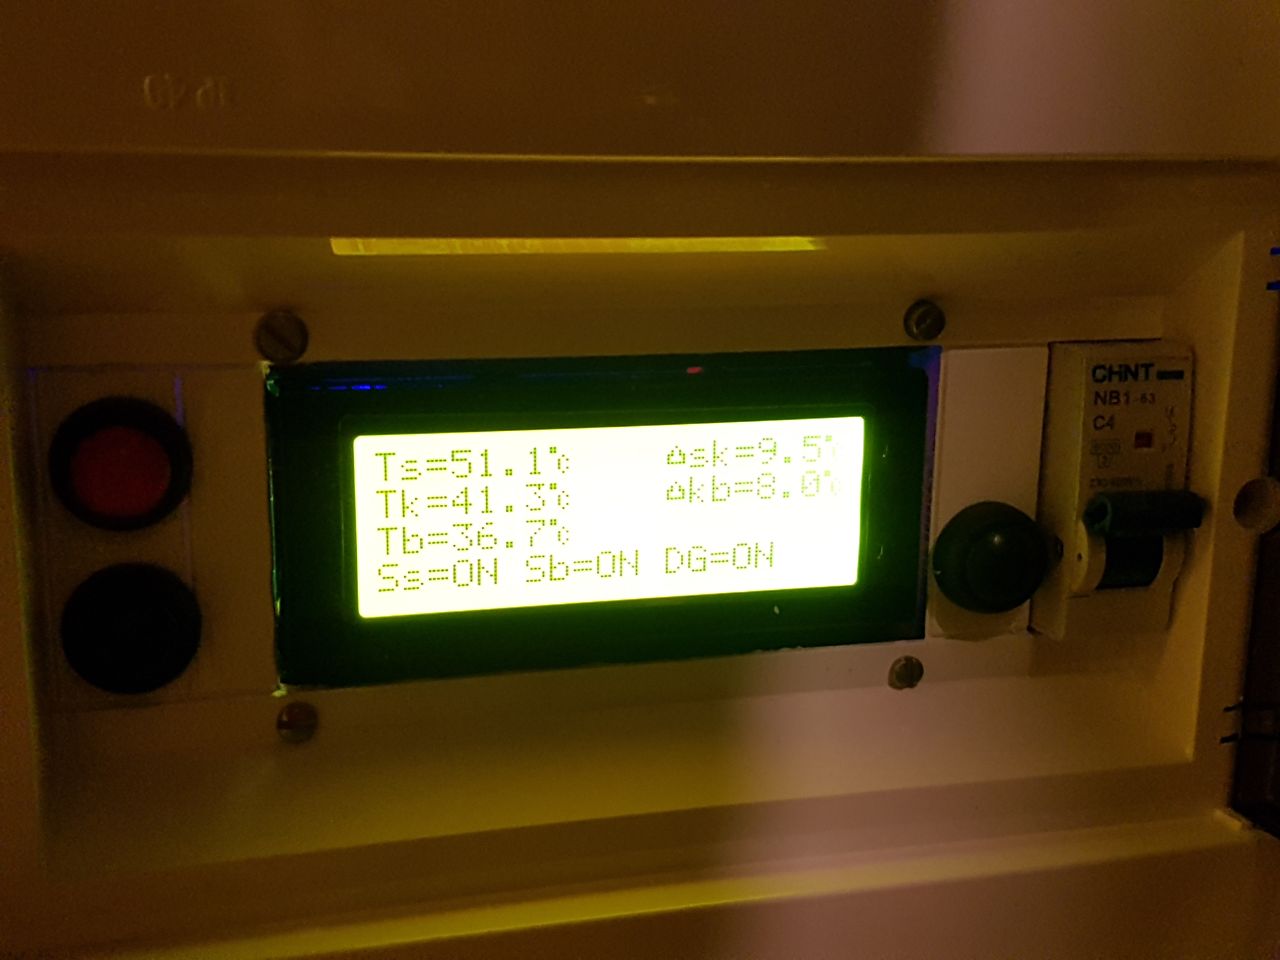 Ts=51.1℃ Δsk=9.5℃
Tk=41.3℃ Δkb=8.0℃
Tb=36.7℃
Ss=ON Sb=ON DG=ON
CHNT
NB1-63
C4